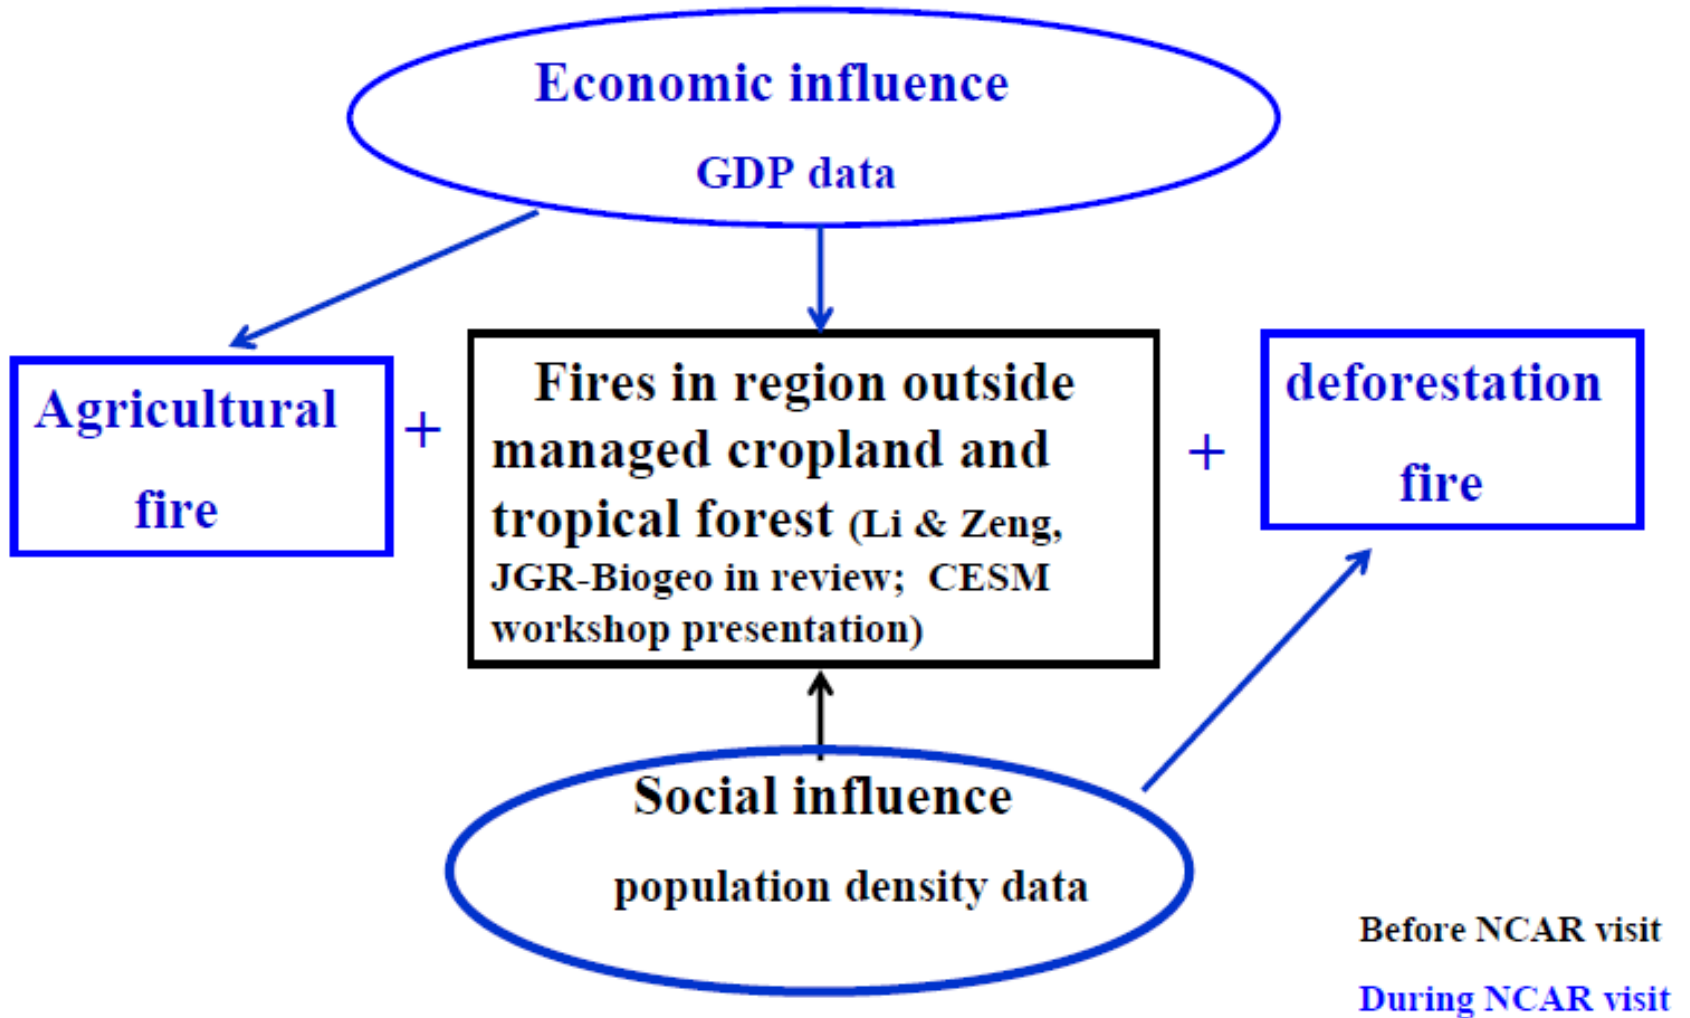 Economic influence
GDP data
Agricultural
fire
+
Fires in region outside
managed cropland and
tropical forest (Li & Zeng,
JGR-Biogeo in review; CESM
workshop presentation)
+
deforestation
fire
Social influence
population density data
Before NCAR visit
During NCAR visit